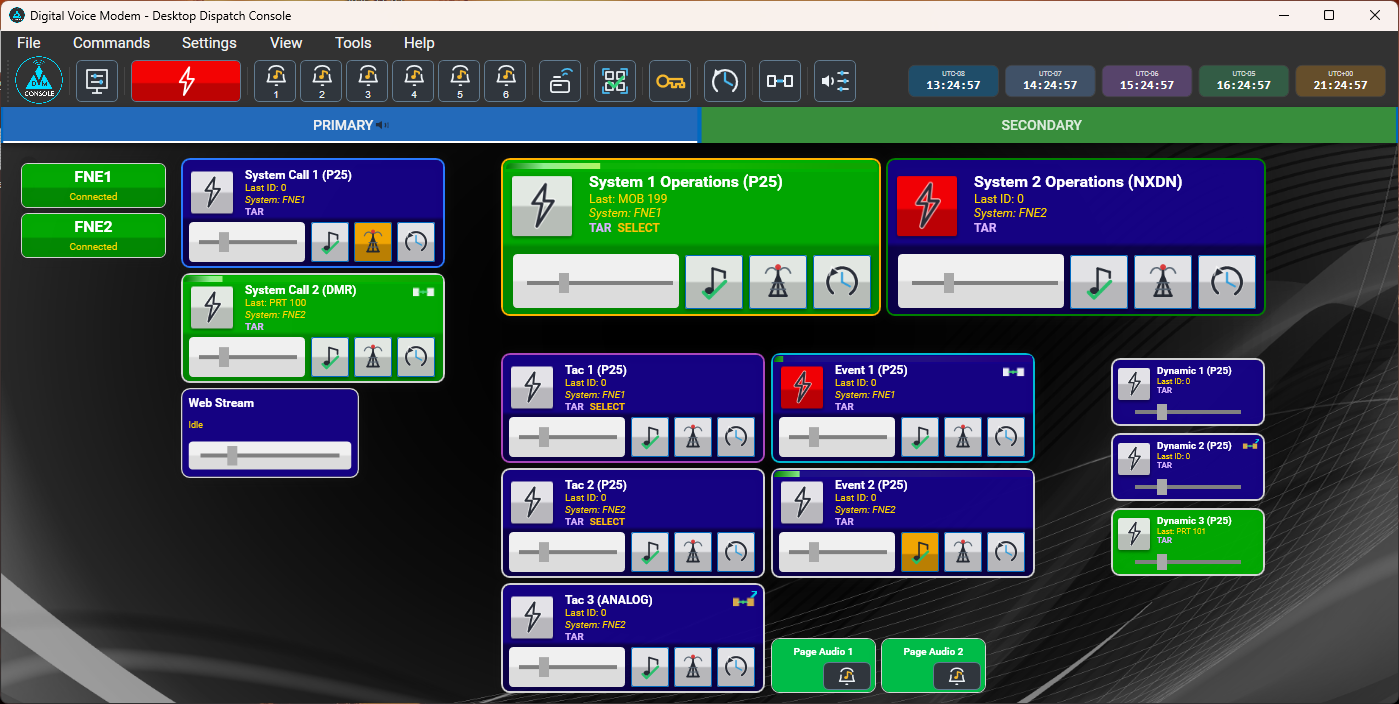 Digital Voice Modem - Desktop Dispatch Console
File Commands Settings View Tools Help
CONSOLE
1 2 3 4 5 6
UTC-08 UTC-07 UTC-06 UTC-05 UTC+00
13:24:57 14:24:57 15:24:57 16:24:57 21:24:57
PRIMARY SECONDARY
FNE1
Connected
FNE2
Connected
System Call 1 (P25)
Last ID: 0
System: FNE1
TAR
System Call 2 (DMR)
Last: PRT 100
System: FNE2
TAR
Web Stream
Idle
System 1 Operations (P25)
Last: MOB 199
System: FNE1
TAR SELECT
System 2 Operations (NXDN)
Last ID: 0
System: FNE2
TAR
Tac 1 (P25)
Last ID: 0
System: FNE1
TAR SELECT
Event 1 (P25)
Last ID: 0
System: FNE1
TAR
Tac 2 (P25)
Last ID: 0
System: FNE2
TAR SELECT
Event 2 (P25)
Last ID: 0
System: FNE2
TAR
Tac 3 (ANALOG)
Last ID: 0
System: FNE2
TAR
Page Audio 1
Page Audio 2
Dynamic 1 (P25)
Last ID: 0
TAR
Dynamic 2 (P25)
Last ID: 0
TAR
Dynamic 3 (P25)
Last: PRT 101
TAR